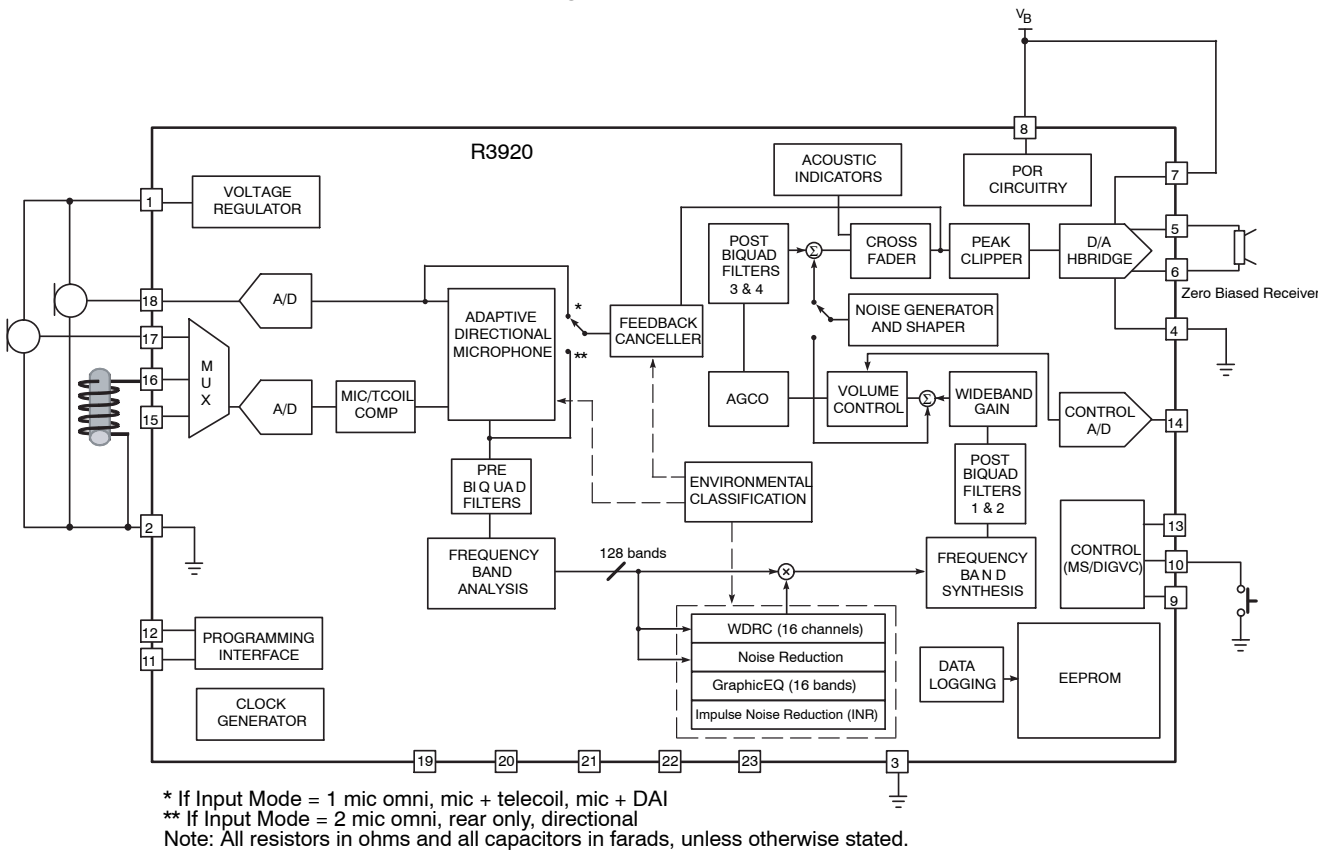 VB
8
R3920
ACOUSTIC
INDICATORS
POR
CIRCUITRY
7
1
VOLTAGE
REGULATOR
POST
BIQUAD
FILTERS
3 & 4
Σ
CROSS
FADER
PEAK
CLIPPER
D/A
HBRIDGE
5
6
Zero Biased Receiver
18
A/D
ADAPTIVE
DIRECTIONAL
MICROPHONE
*
**
FEEDBACK
CANCELLER
NOISE GENERATOR
AND SHAPER
4
17
16
15
MUX
A/D
MIC/TCOIL
COMP
AGCO
VOLUME
CONTROL
Σ
WIDEBAND
GAIN
CONTROL
A/D
14
PRE
BIQUAD
FILTERS
ENVIRONMENTAL
CLASSIFICATION
POST
BIQUAD
FILTERS
1 & 2
2
FREQUENCY
BAND
ANALYSIS
128 bands
×
FREQUENCY
BAND
SYNTHESIS
CONTROL
(MS/DIGVC)
13
10
9
12
11
PROGRAMMING
INTERFACE
WDRC (16 channels)
Noise Reduction
GraphicEQ (16 bands)
Impulse Noise Reduction (INR)
DATA
LOGGING
EEPROM
CLOCK
GENERATOR
19
20
21
22
23
3
* If Input Mode = 1 mic omni, mic + telecoil, mic + DAI
** If Input Mode = 2 mic omni, rear only, directional
Note: All resistors in ohms and all capacitors in farads, unless otherwise stated.